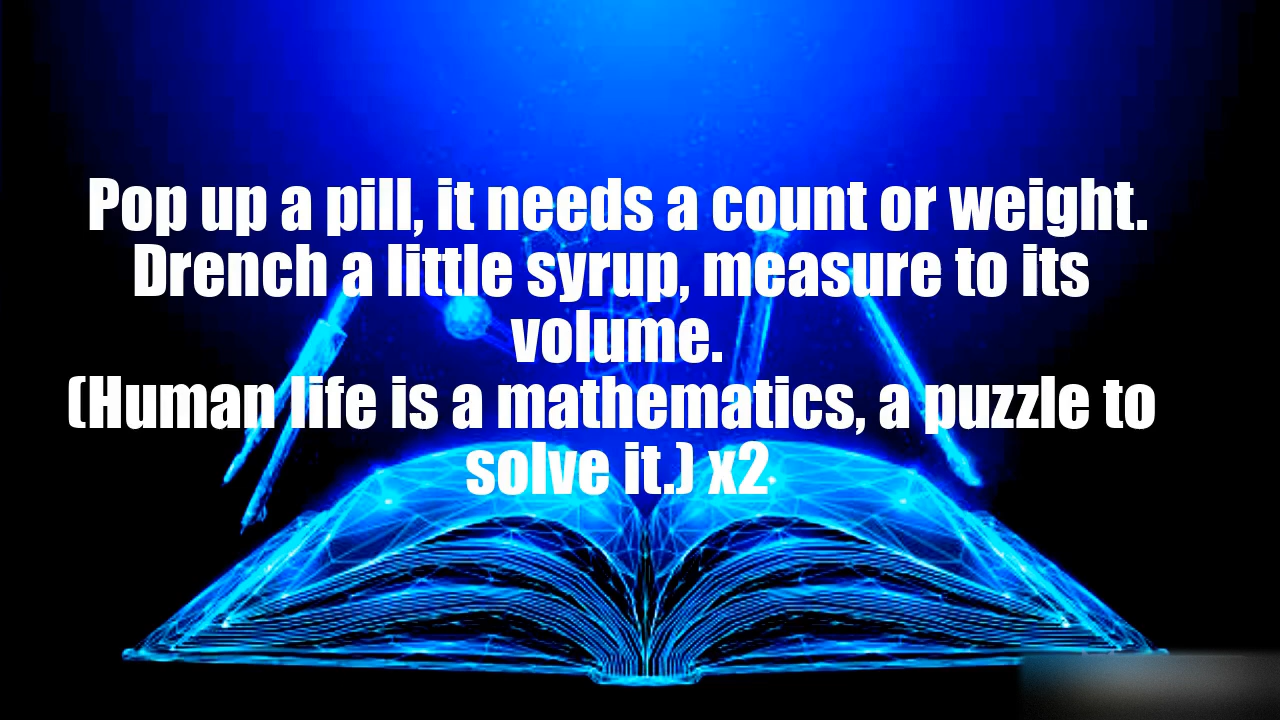 Pop up a pill, it needs a count or weight.
Drench a little syrup, measure to its
volume.
(Human life is a mathematics, a puzzle to
solve it.) x2